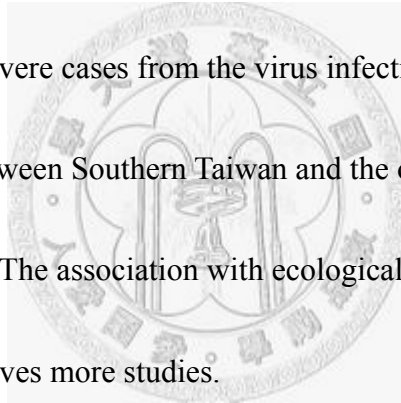 vere cases from the virus infecti
ween Southern Taiwan and the
The association with ecological
ves more studies.